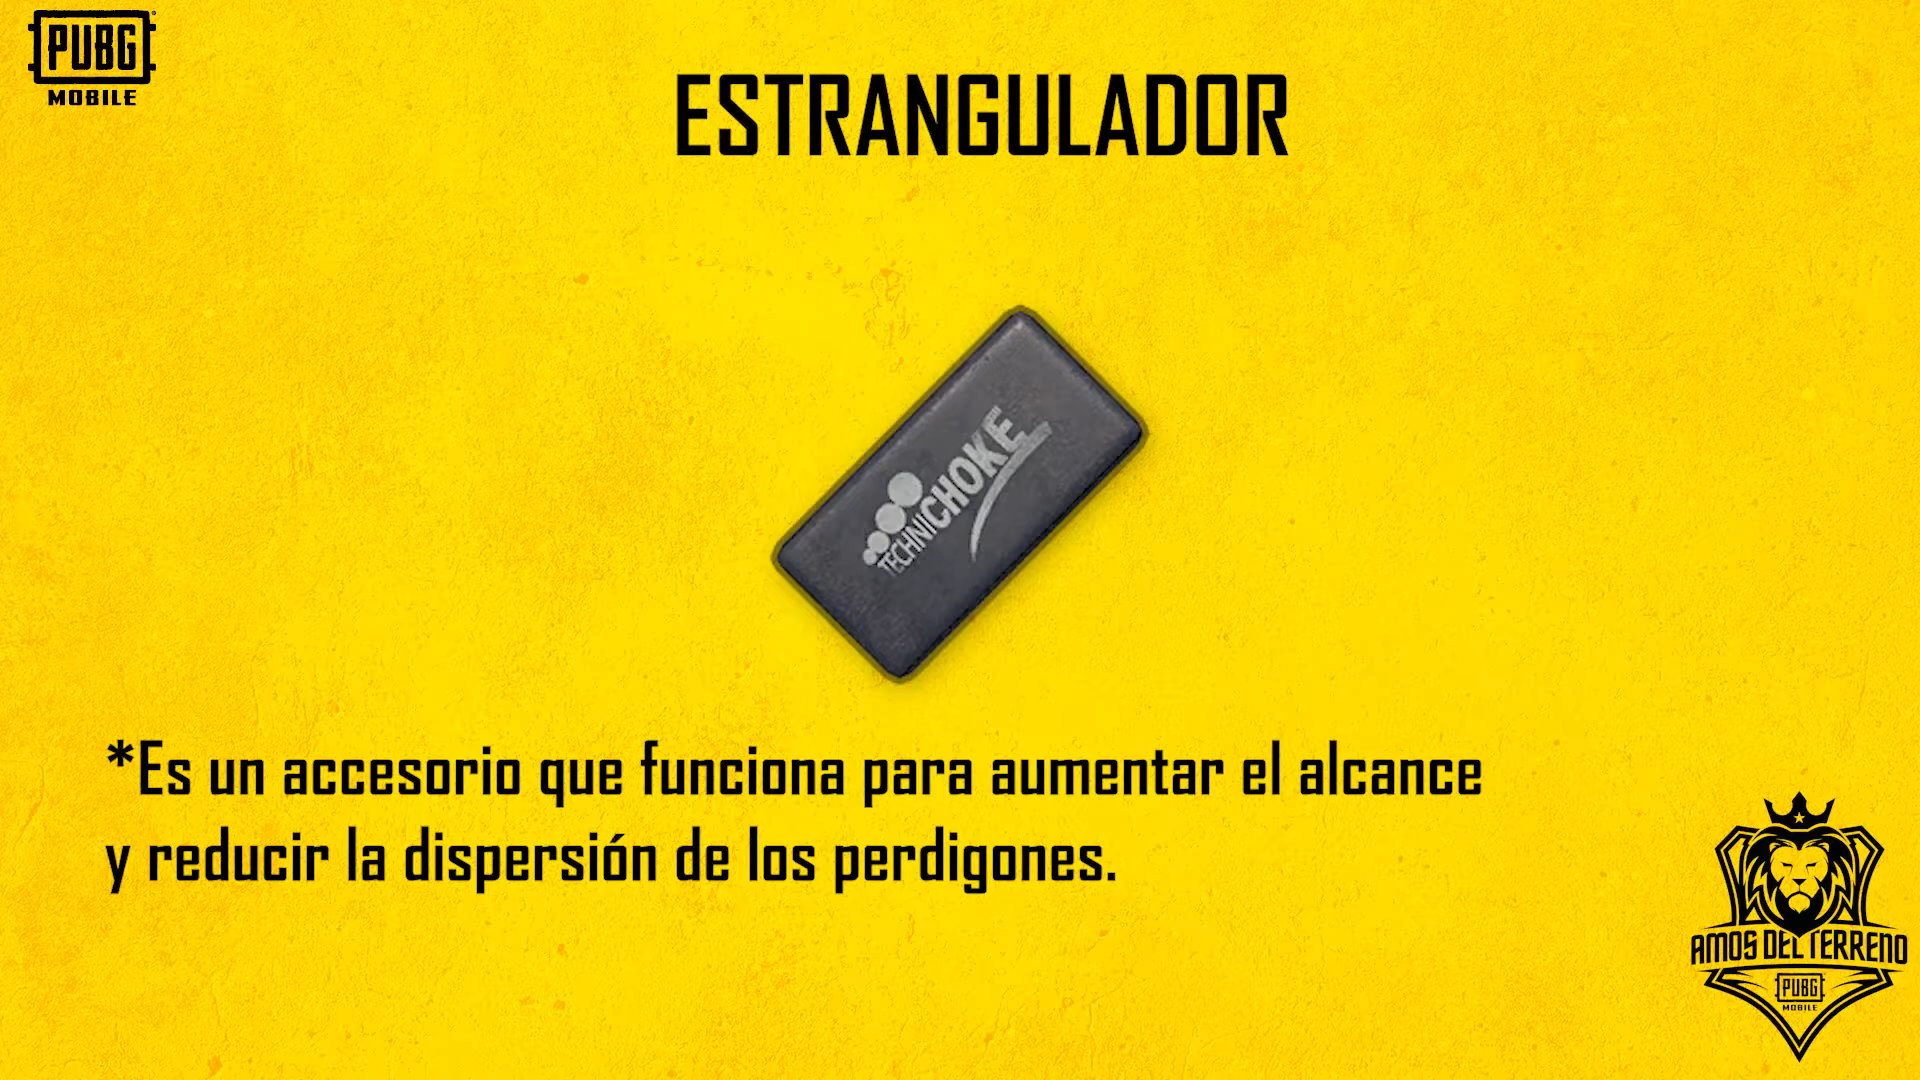 PUBG
MOBILE
ESTRANGULADOR
TECHNICHOKE
*Es un accesorio que funciona para aumentar el alcance
y reducir la dispersión de los perdigones.
AMOS DEL TERRENO
PUBG
MOBILE